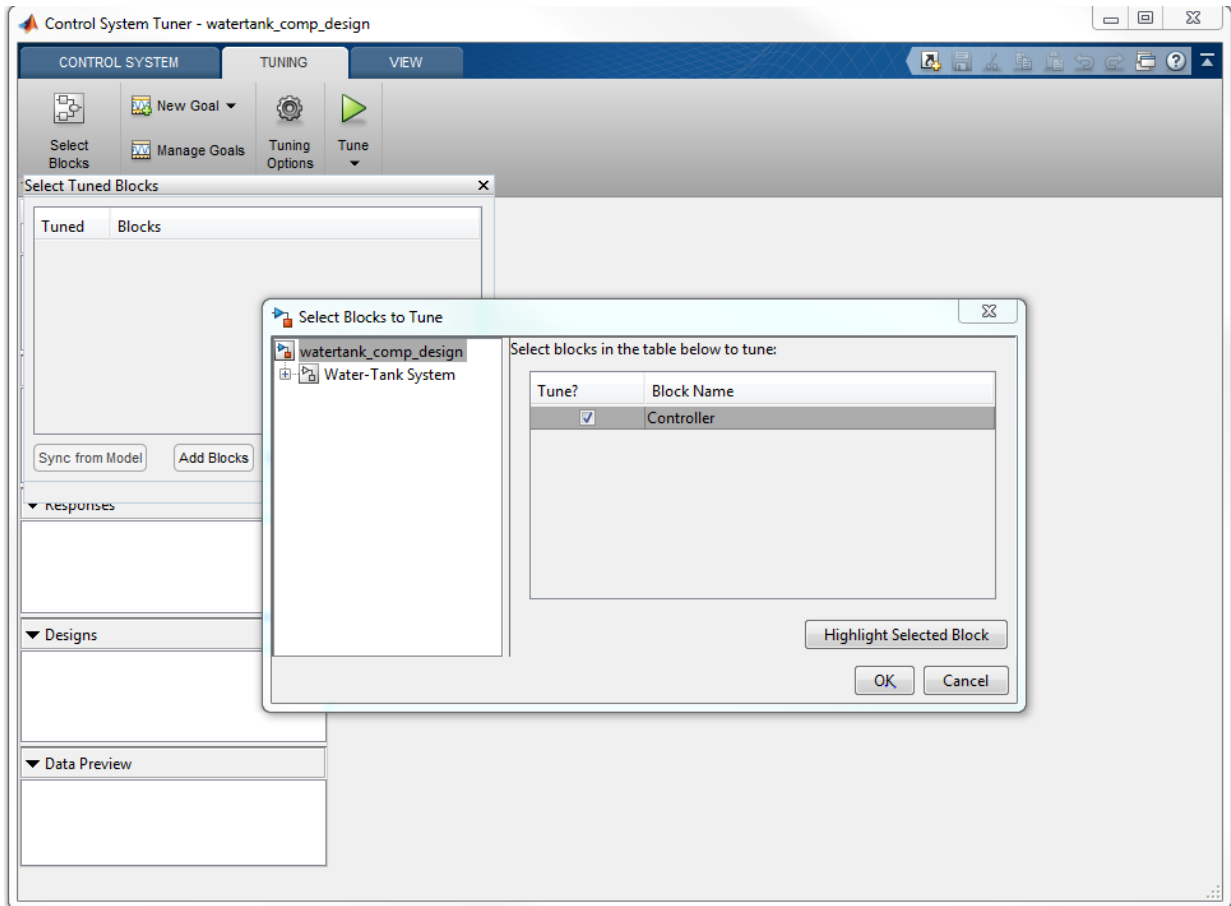 Control System Tuner - watertank_comp_design
CONTROL SYSTEM TUNING VIEW
New Goal
Select Blocks
Manage Goals
Tuning Options
Tune
Select Tuned Blocks
Tuned Blocks
Sync from Model Add Blocks
Select Blocks to Tune
watertank_comp_design
Water-Tank System
Select blocks in the table below to tune:
Tune? Block Name
Controller
Highlight Selected Block
OK Cancel
Responses
Designs
Data Preview